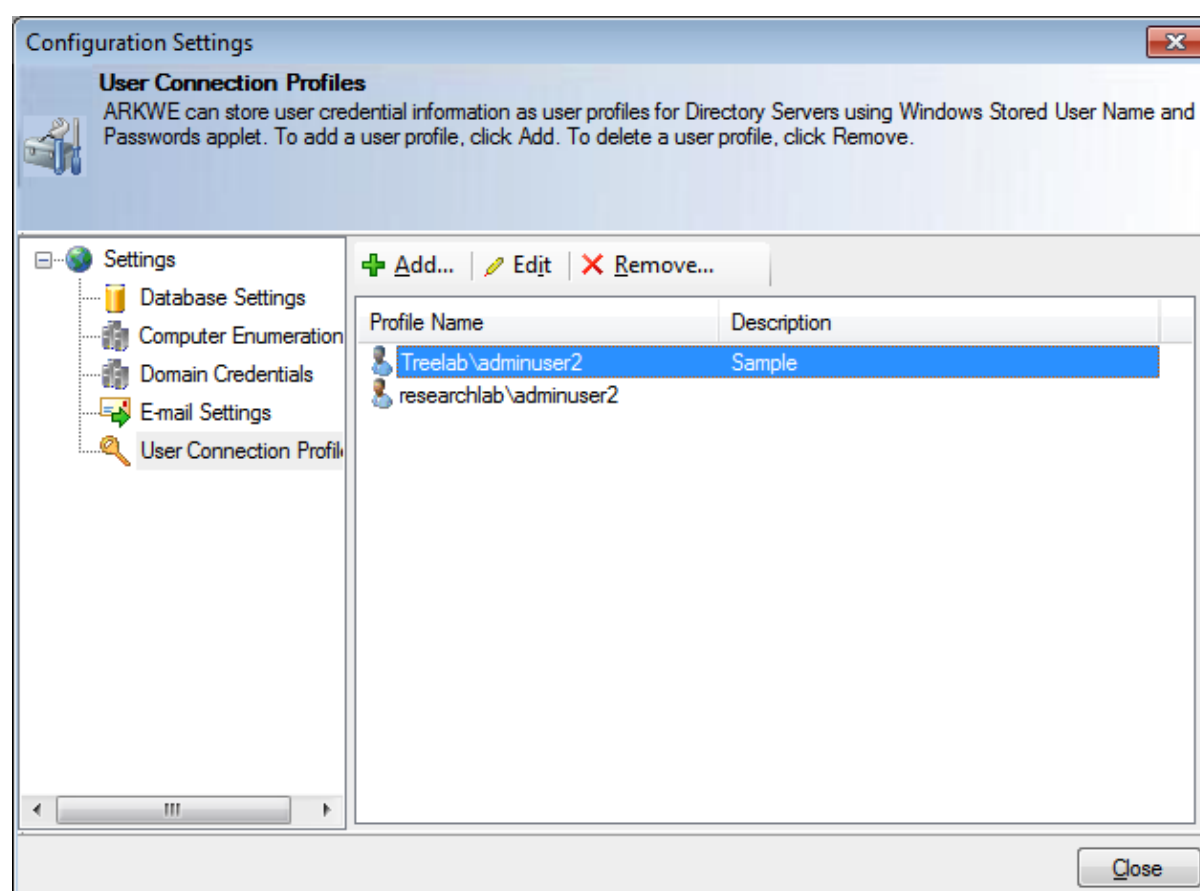 Configuration Settings
User Connection Profiles
ARKWE can store user credential information as user profiles for Directory Servers using Windows Stored User Name and
Passwords applet. To add a user profile, click Add. To delete a user profile, click Remove.
Settings
Database Settings
Computer Enumeration
Domain Credentials
E-mail Settings
User Connection Profil
Add... Edit Remove...
Profile Name Description
Treelab\adminuser2 Sample
researchlab\adminuser2
Close